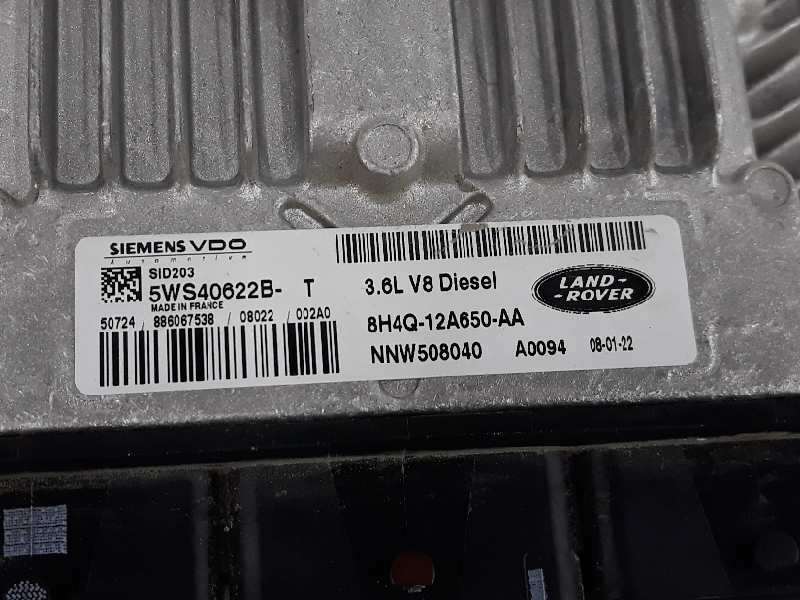 SIEMENS VDO
Automotive
SID203
5WS40622B- T
MADE IN FRANCE
50724 886067538 08022 002A0
3.6L V8 Diesel
8H4Q-12A650-AA
NNW508040 A0094 08-01-22
LAND-
-ROVER